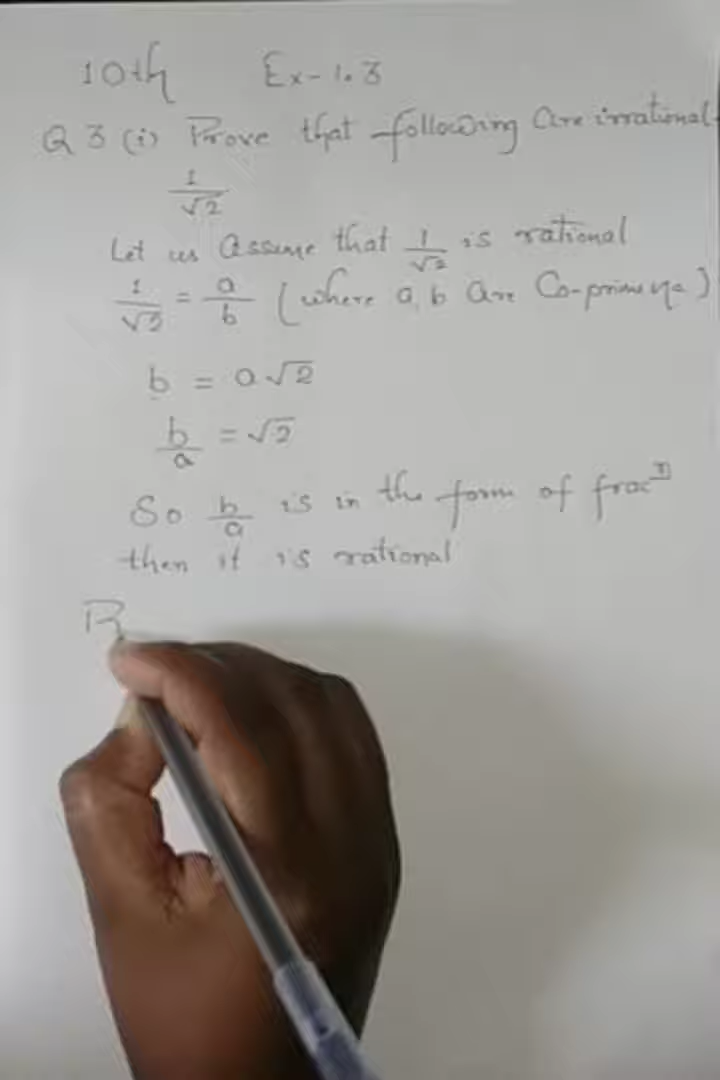 10th Ex-1.3
Q 3 (i) Prove that following are irrational
1/√2
Let us assume that 1/√2 is rational
1/√2 = a/b (where a, b are Co-prime
b = a√2
b/a = √2
So b/a is in the form of fracⁿ
then it is rational